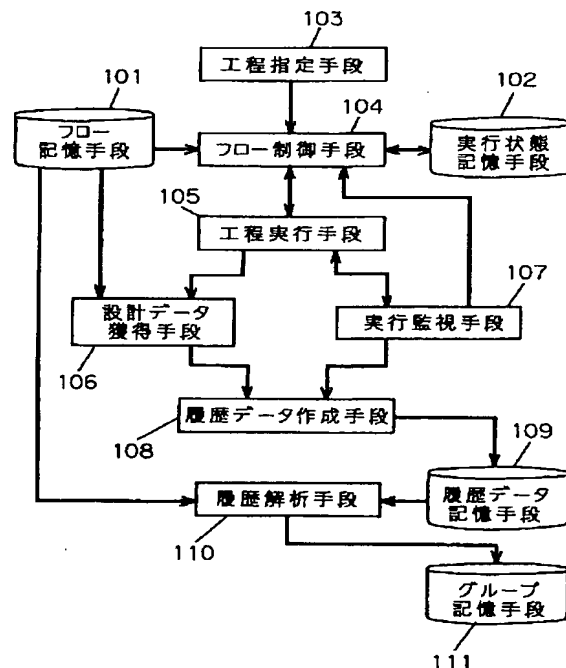 103
工程指定手段
101
102
フロー
記憶手段
104
フロー制御手段
実行状態
記憶手段
105
工程実行手段
107
設計データ
獲得手段
実行監視手段
106
履歴データ作成手段
108
109
履歴解析手段
履歴データ
記憶手段
110
グループ
記憶手段
111